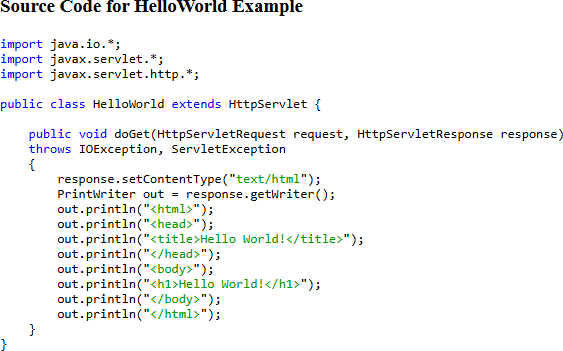 Source Code for HelloWorld Example
import java.io.*;
import javax.servlet.*;
import javax.servlet.http.*;
public class HelloWorld extends HttpServlet {
    public void doGet(HttpServletRequest request, HttpServletResponse response)
    throws IOException, ServletException
    {
        response.setContentType("text/html");
        PrintWriter out = response.getWriter();
        out.println("<html>");
        out.println("<head>");
        out.println("<title>Hello World!</title>");
        out.println("</head>");
        out.println("<body>");
        out.println("<h1>Hello World!</h1>");
        out.println("</body>");
        out.println("</html>");
    }
}